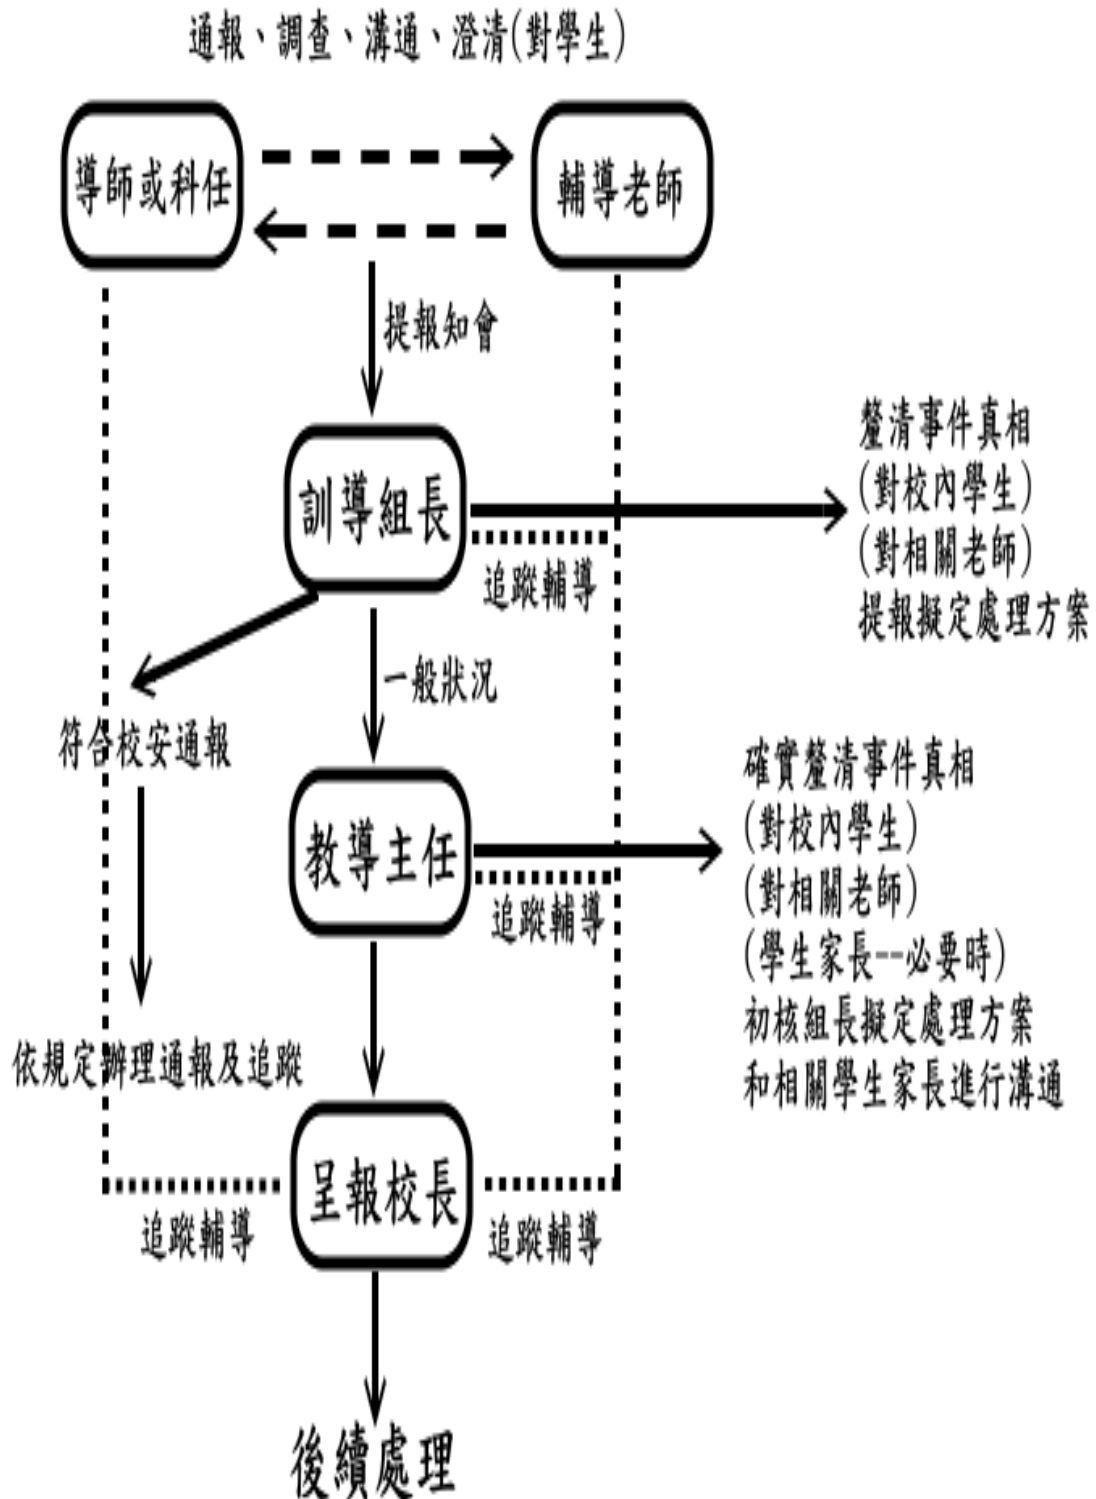 通報、調查、溝通、澄清(對學生)
導師或科任
輔導老師
提報知會
訓導組長
追蹤輔導
釐清事件真相
(對校內學生)
(對相關老師)
提報擬定處理方案
一般狀況
符合校安通報
教導主任
追蹤輔導
確實釐清事件真相
(對校內學生)
(對相關老師)
(學生家長--必要時)
初核組長擬定處理方案
和相關學生家長進行溝通
依規定辦理通報及追蹤
呈報校長
追蹤輔導
追蹤輔導
後續處理